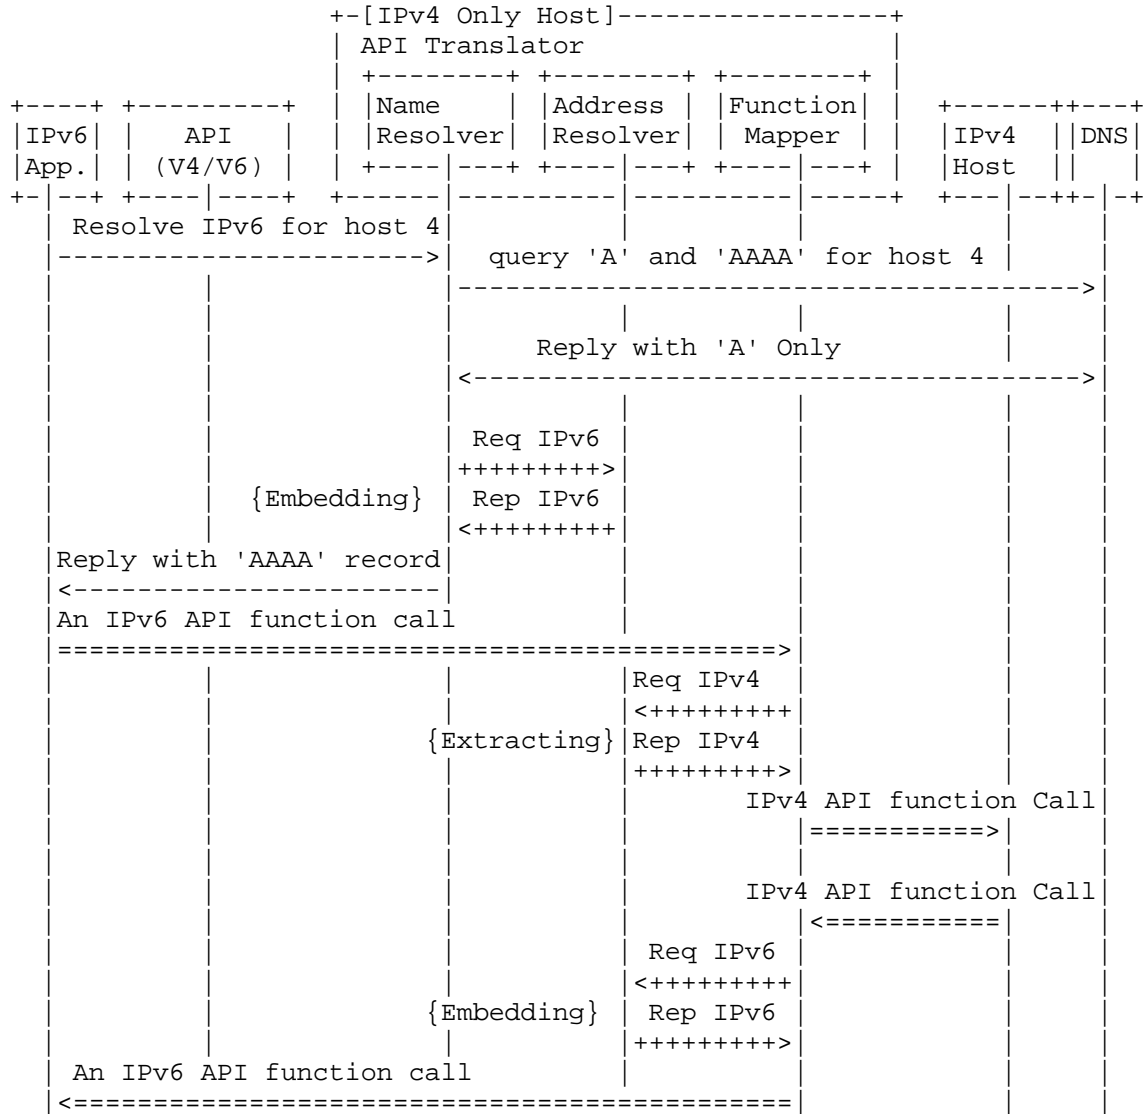 +-[IPv4 Only Host]-----------------+
| API Translator                   |
| +--------+ +--------+ +--------+ |
+----+ +---------+  | |Name    | |Address | |Function| |  +------++---+
|IPv6| |   API   |  | |Resolver| |Resolver| | Mapper | |  |IPv4  ||DNS|
|App.| | (V4/V6) |  | +----|---+ +----|---+ +----|---+ |  |Host  ||   |
+-|--+ +----|----+  +------|----------|----------|-----+  +---|--++-|-+
| Resolve IPv6 for host 4| | | | |
|----------------------->| query 'A' and 'AAAA' for host 4 | |
| | |--------------------------------------->|
| | | | | | |
| | | Reply with 'A' Only | |
| | |<-------------------------------------->|
| | | | | | |
| | | Req IPv6 | | | |
| | |+++++++++>| | | |
| | {Embedding} | Rep IPv6 | | | |
| | |<+++++++++| | | |
|Reply with 'AAAA' record| | | | |
|<-----------------------| | | | |
|An IPv6 API function call | | | |
|=============================================>| | |
| | | |Req IPv4 | | |
| | | |<+++++++++| | |
| | {Extracting}|Rep IPv4 | | |
| | | |+++++++++>| | |
| | | | IPv4 API function Call|
| | | | |===========>| |
| | | | | | |
| | | | IPv4 API function Call|
| | | | |<===========| |
| | | | Req IPv6 | | |
| | | |<+++++++++| | |
| | {Embedding} | Rep IPv6 | | |
| | | |+++++++++>| | |
| An IPv6 API function call | | | |
|<=============================================| | |